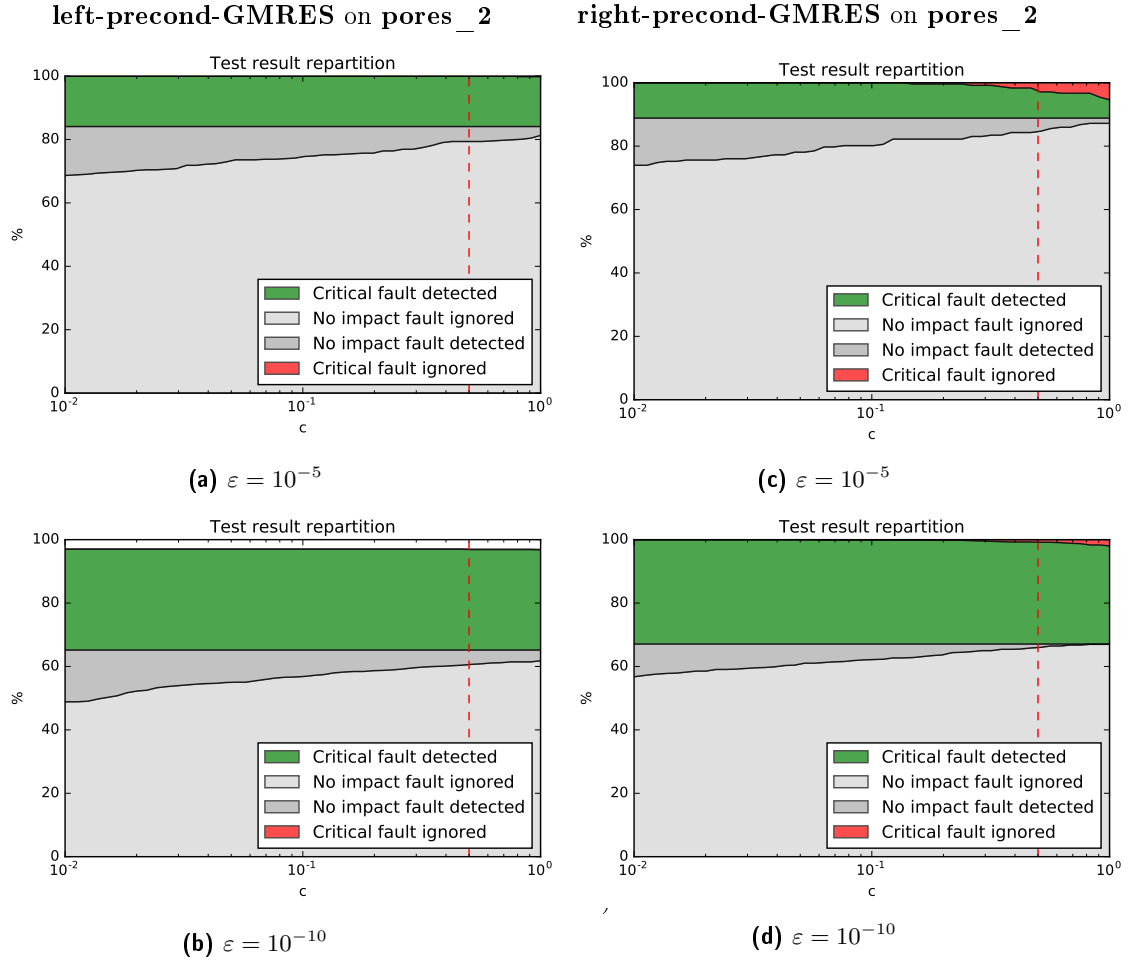 left-precond-GMRES on pores_2
Test result repartition
100
80
60
40
20
0
%
10^{-2}
10^{-1}
10^{0}
c
Critical fault detected
No impact fault ignored
No impact fault detected
Critical fault ignored
(a) ε = 10^{-5}
Test result repartition
100
80
60
40
20
0
%
10^{-2}
10^{-1}
10^{0}
c
Critical fault detected
No impact fault ignored
No impact fault detected
Critical fault ignored
(b) ε = 10^{-10}
right-precond-GMRES on pores_2
Test result repartition
100
80
60
40
20
0
%
10^{-2}
10^{-1}
10^{0}
c
Critical fault detected
No impact fault ignored
No impact fault detected
Critical fault ignored
(c) ε = 10^{-5}
Test result repartition
100
80
60
40
20
0
%
10^{-2}
10^{-1}
10^{0}
c
Critical fault detected
No impact fault ignored
No impact fault detected
Critical fault ignored
,
(d) ε = 10^{-10}